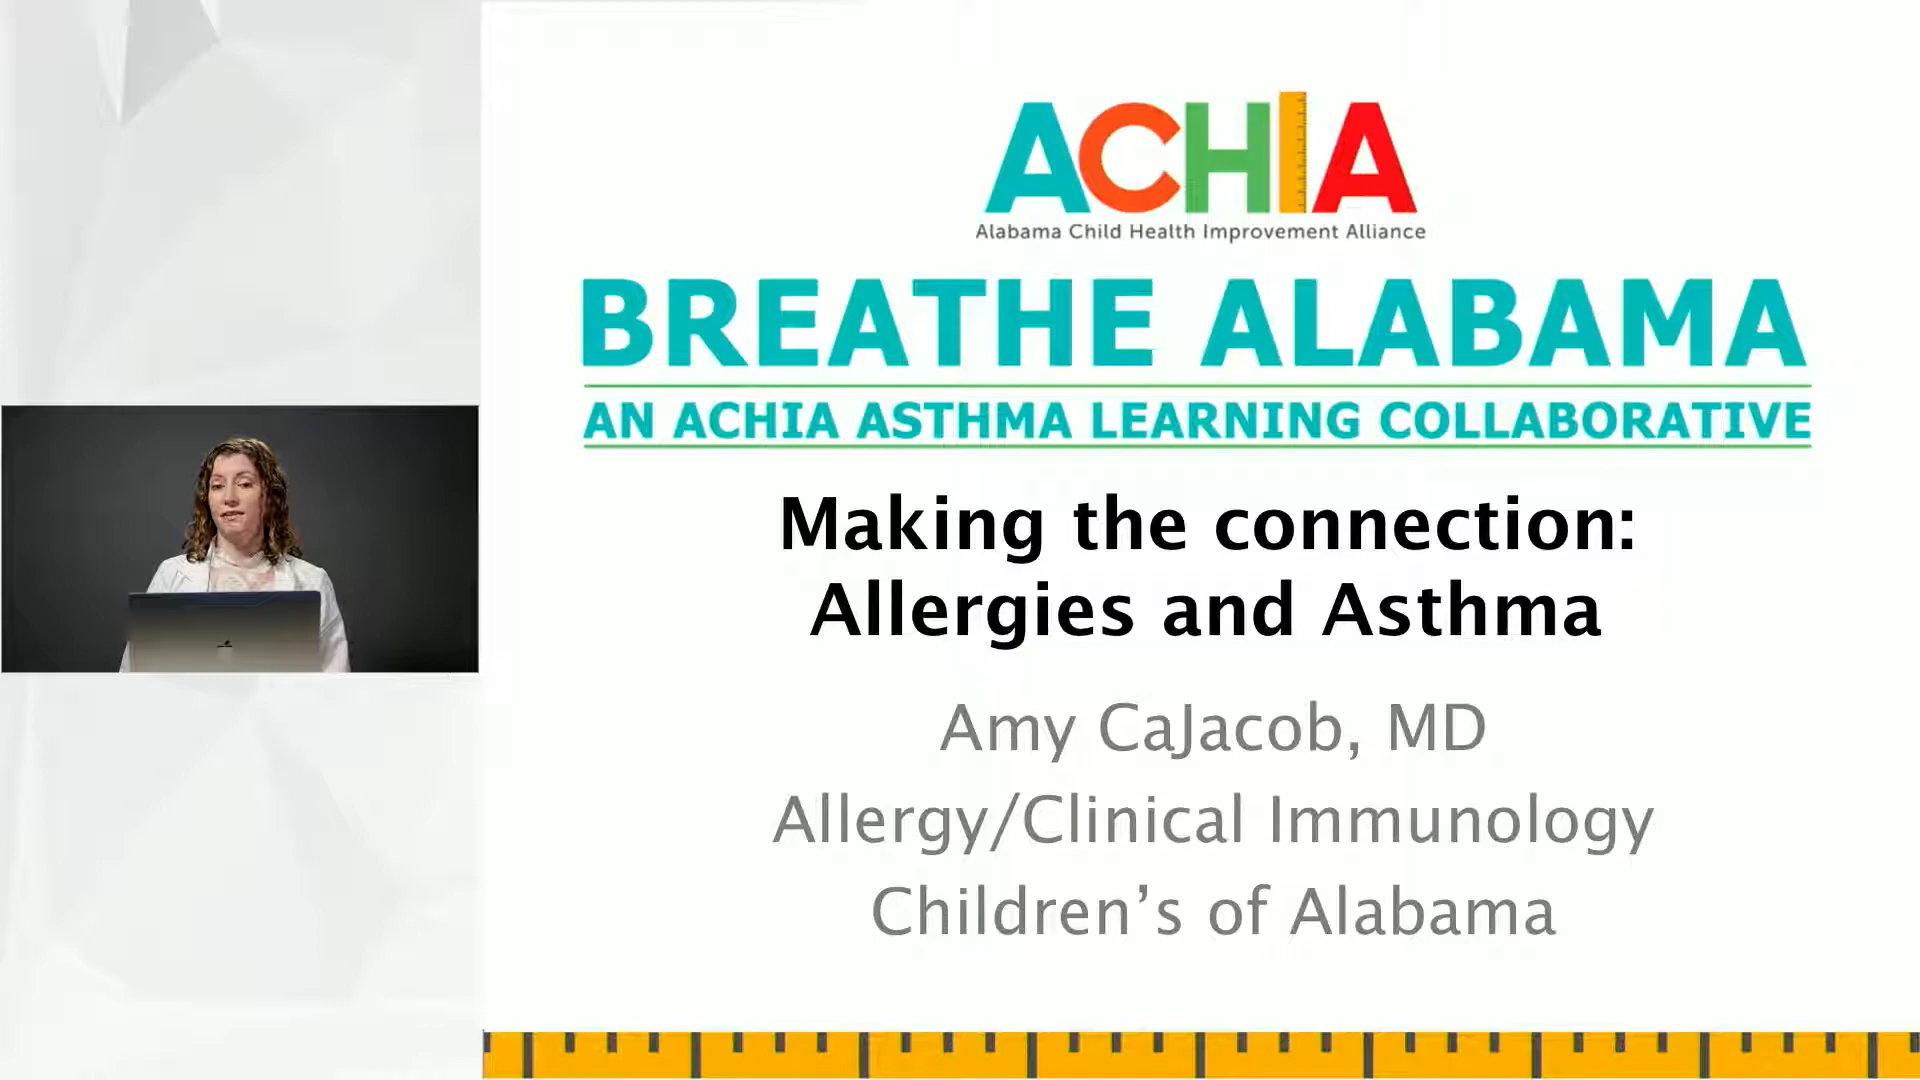 ACHIA
Alabama Child Health Improvement Alliance
BREATHE ALABAMA
AN ACHIA ASTHMA LEARNING COLLABORATIVE
Making the connection:
Allergies and Asthma
Amy CaJacob, MD
Allergy/Clinical Immunology
Children’s of Alabama